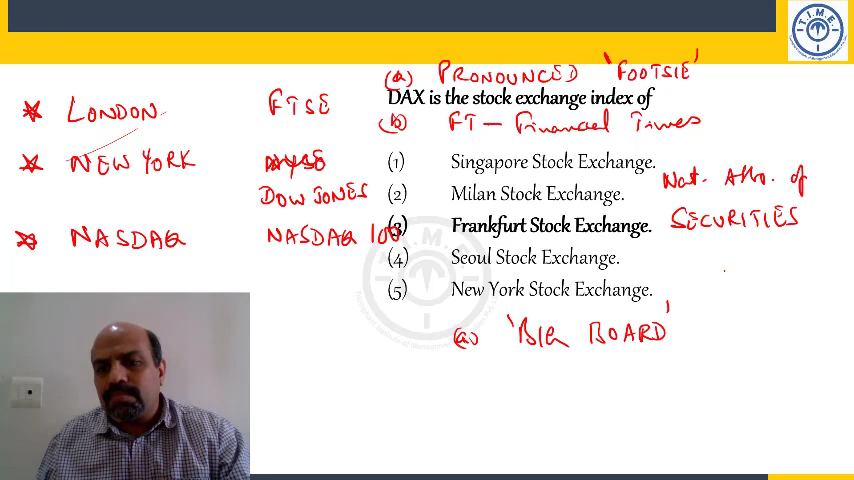 T.I.M.E.
(a) PRONOUNCED 'FOOTSIE'
DAX is the stock exchange index of
* LONDON FTSE
(b) FT - Financial Times
* NEW YORK NYSE
DOW JONES
* NASDAQ NASDAQ 100
(1) Singapore Stock Exchange.
(2) Milan Stock Exchange.
(3) Frankfurt Stock Exchange.
(4) Seoul Stock Exchange.
(5) New York Stock Exchange.
Nat. of
SECURITIES
(a) 'BIG BOARD'